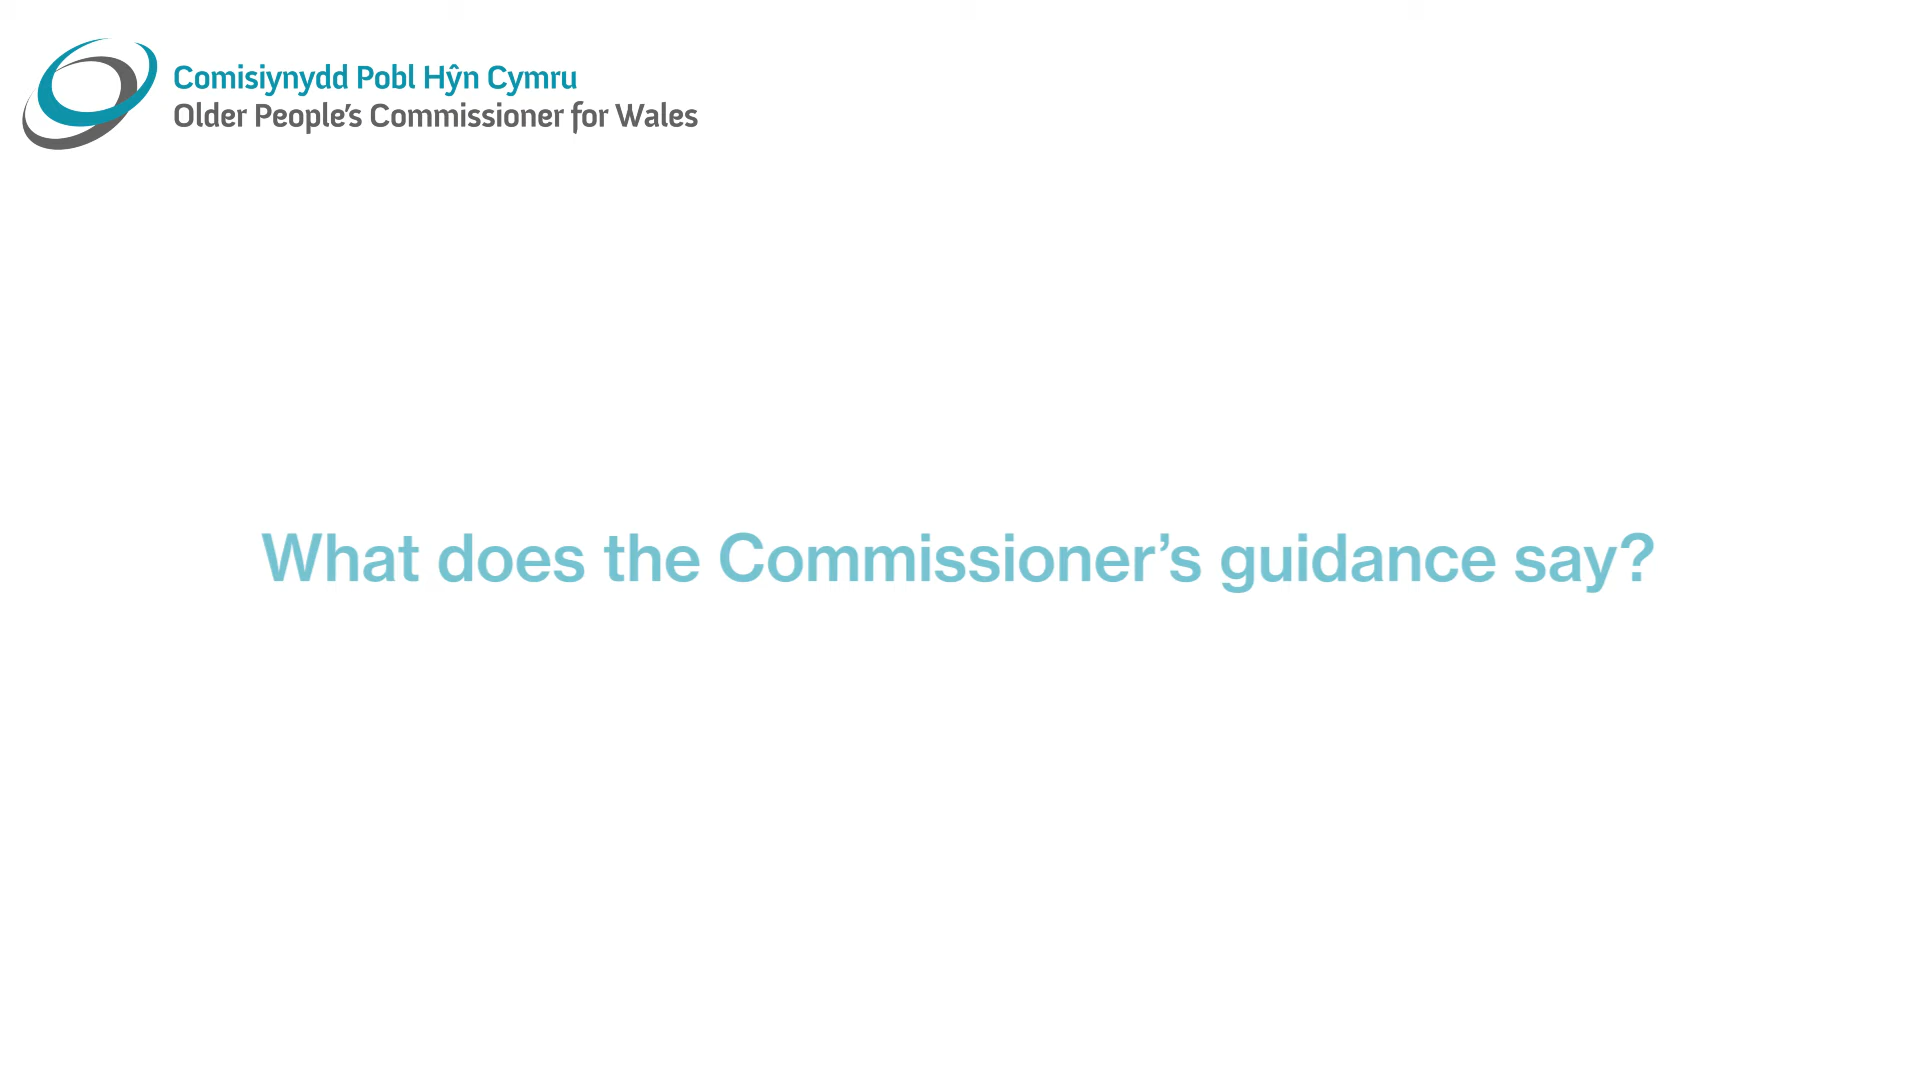 Comisiynydd Pobl Hŷn Cymru
Older People's Commissioner for Wales
What does the Commissioner’s guidance say?